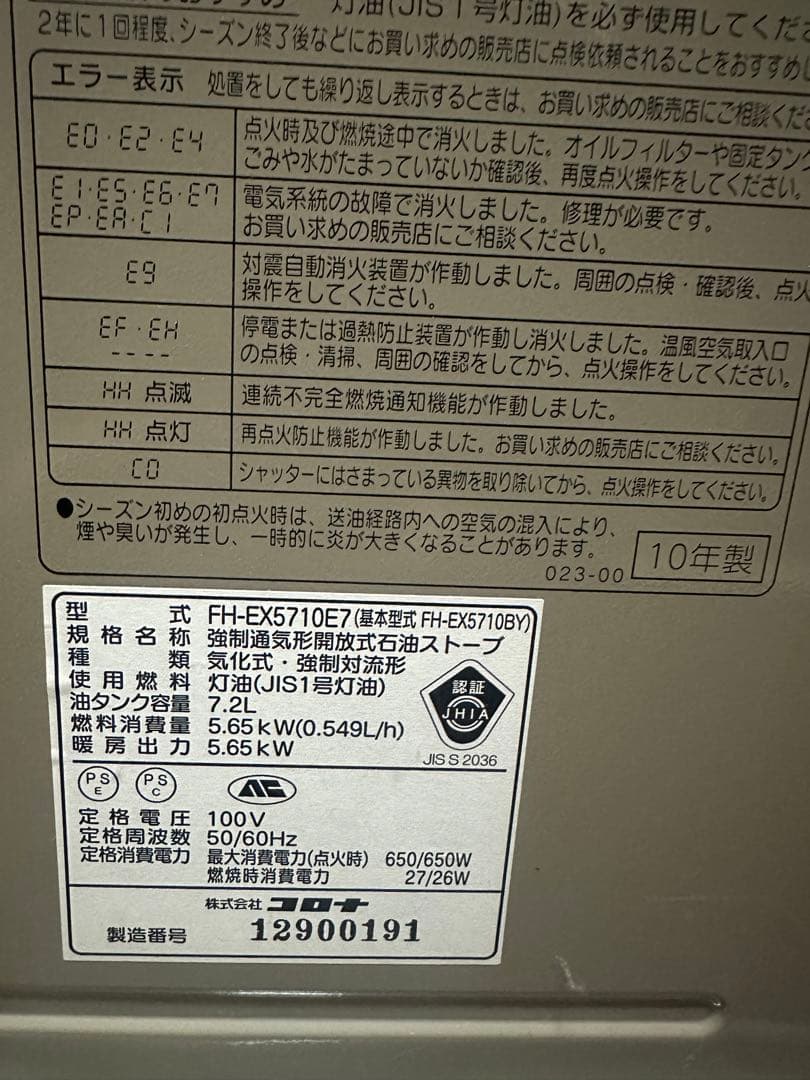 灯油(JIS1号灯油)を必ず使用してくださ
2年に1回程度、シーズン終了後などにお買い求めの販売店に点検依頼されることをおすすめし
エラー表示 処置をしても繰り返し表示するときは、お買い求めの販売店にご相談くださ
E0・E2・E4 点火時及び燃焼途中で消火しました。オイルフィルターや固定タンク
ごみや水がたまっていないか確認後、再度点火操作をしてください。
E1・E5・E6・E7 電気系統の故障で消火しました。修理が必要です。
EP・EA・C1 お買い求めの販売店にご相談ください。
E9 対震自動消火装置が作動しました。周囲の点検・確認後、点火
操作をしてください。
EF・EH 停電または過熱防止装置が作動し消火しました。温風空気取入口
---- の点検・清掃、周囲の確認をしてから、点火操作をしてください。
HH 点滅 連続不完全燃焼通知機能が作動しました。
HH 点灯 再点火防止機能が作動しました。お買い求めの販売店にご相談ください。
C0 シャッターにはさまっている異物を取り除いてから、点火操作をしてください。
●シーズン初めの初点火時は、送油経路内への空気の混入により、
煙や臭いが発生し、一時的に炎が大きくなることがあります。
023-00 10年製
型式 FH-EX5710E7(基本型式 FH-EX5710BY)
規格名称 強制通気形開放式石油ストーブ
種類 気化式・強制対流形
使用燃料 灯油(JIS1号灯油)
油タンク容量 7.2L
燃料消費量 5.65kW(0.549L/h)
暖房出力 5.65kW
認証
JHIA
JIS S 2036
PS E PS C
定格電圧 100V
定格周波数 50/60Hz
定格消費電力 最大消費電力(点火時) 650/650W
燃焼時消費電力 27/26W
株式会社 コロナ
製造番号 12900191